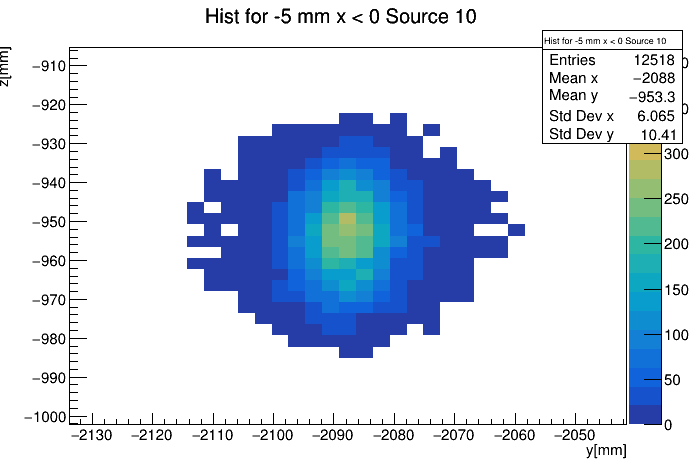 Hist for -5 mm x < 0 Source 10
Hist for -5 mm x < 0 Source 10
Entries 12518
Mean x −2088
Mean y −953.3
Std Dev x 6.065
Std Dev y 10.41
z[mm]
−910
−920
−930
−940
−950
−960
−970
−980
−990
−1000
−2130
−2120
−2110
−2100
−2090
−2080
−2070
−2060
−2050
y[mm]
300
250
200
150
100
50
0